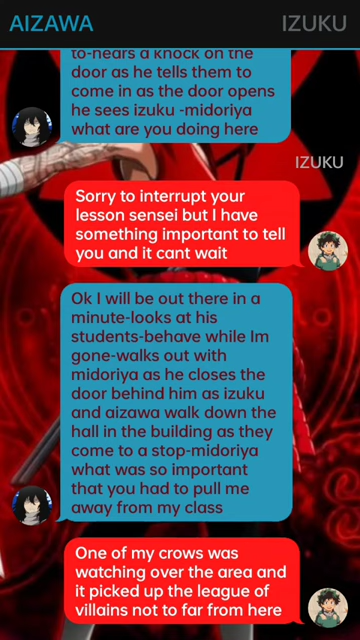 AIZAWA
IZUKU
to-hears a knock on the
door as he tells them to
come in as the door opens
he sees izuku -midoriya
what are you doing here
IZUKU
Sorry to interrupt your
lesson sensei but I have
something important to tell
you and it cant wait
Ok I will be out there in a
minute-looks at his
students-behave while Im
gone-walks out with
midoriya as he closes the
door behind him as izuku
and aizawa walk down the
hall in the building as they
come to a stop-midoriya
what was so important
that you had to pull me
away from my class
One of my crows was
watching over the area and
it picked up the league of
villains not to far from here